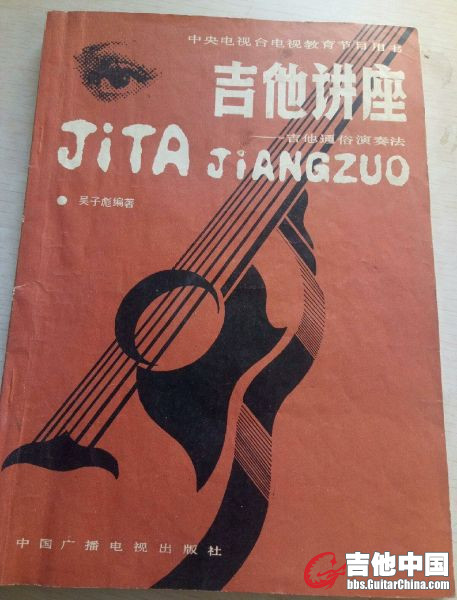 中央电视台电视教育节目用书
吉他讲座
——吉他通俗演奏法
JiTA JiANGZUO
● 吴子彪编著
中国广播电视出版社
吉他中国
bbs.GuitarChina.com